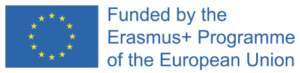 Funded by the
Erasmus+ Programme
of the European Union